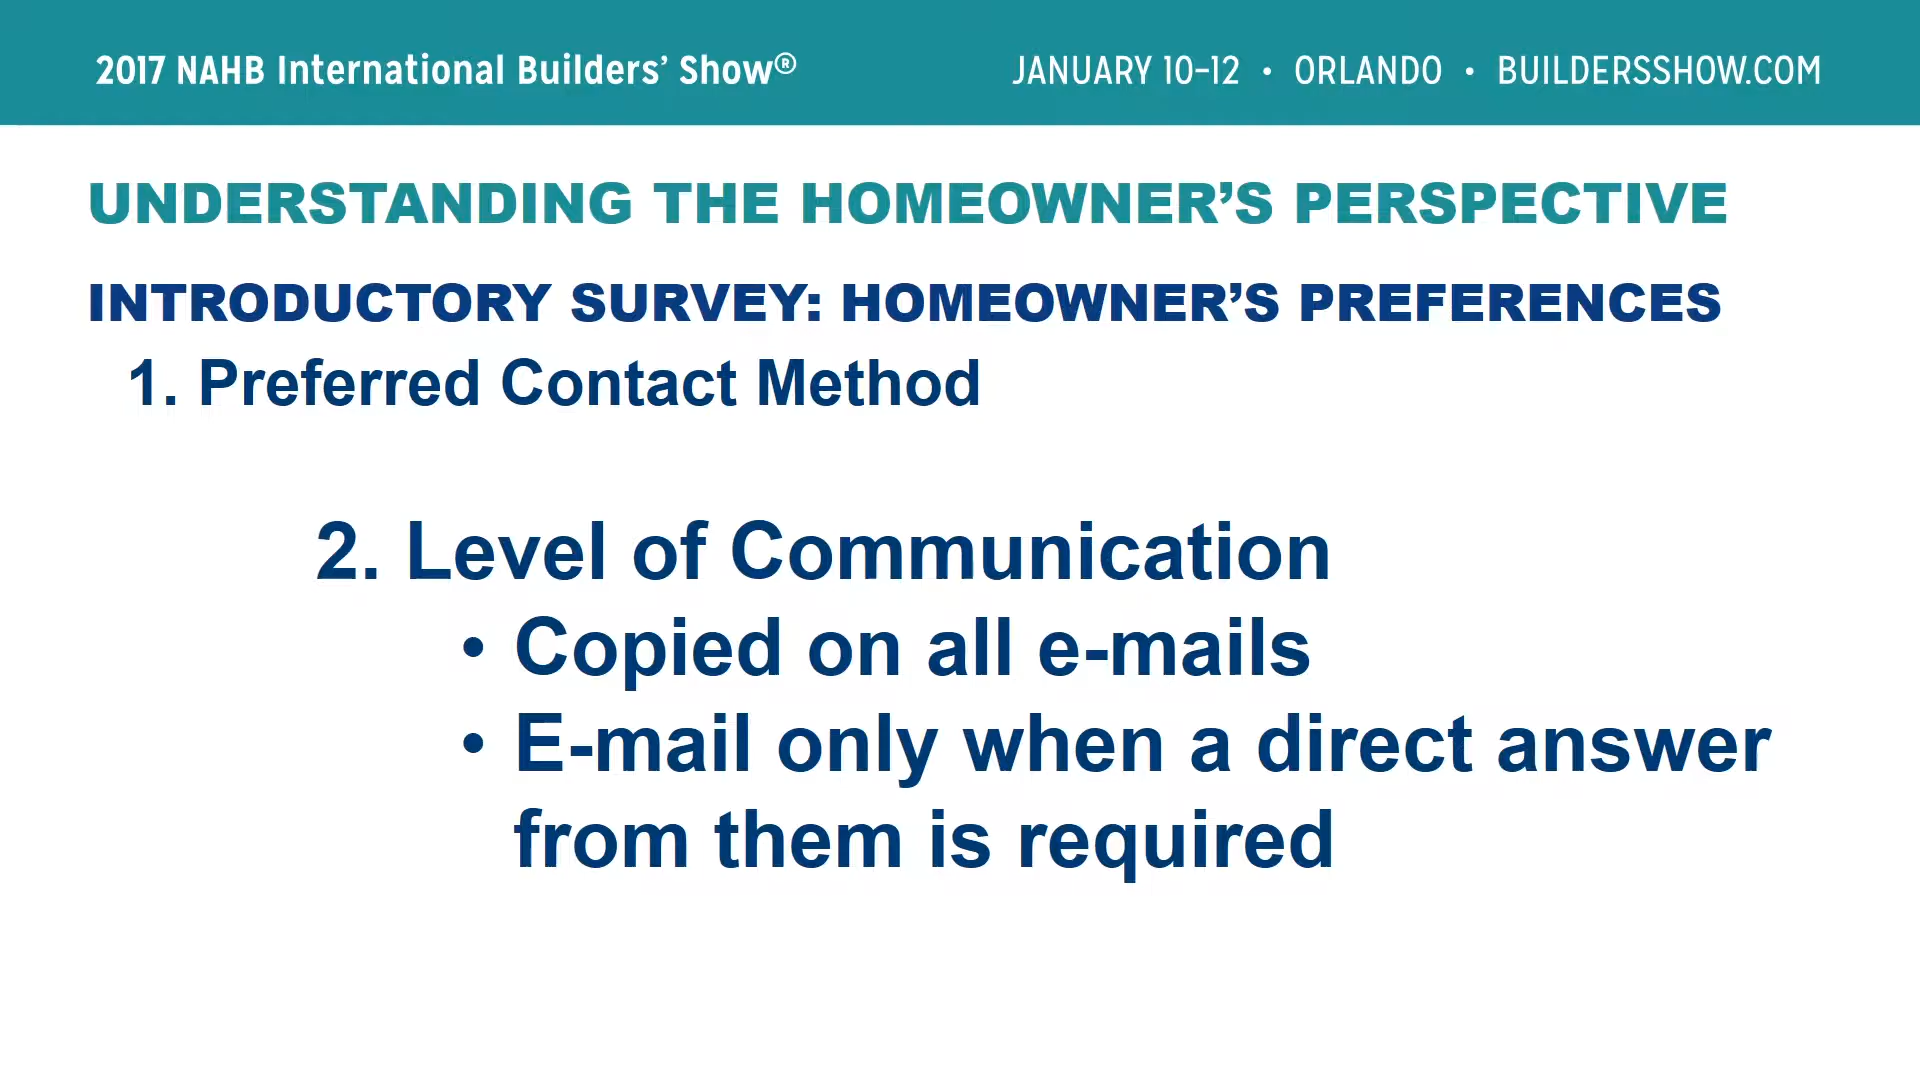 2017 NAHB International Builders’ Show®
JANUARY 10–12 • ORLANDO • BUILDERSSHOW.COM
UNDERSTANDING THE HOMEOWNER’S PERSPECTIVE
INTRODUCTORY SURVEY: HOMEOWNER’S PREFERENCES
1. Preferred Contact Method
2. Level of Communication
• Copied on all e-mails
• E-mail only when a direct answer
from them is required